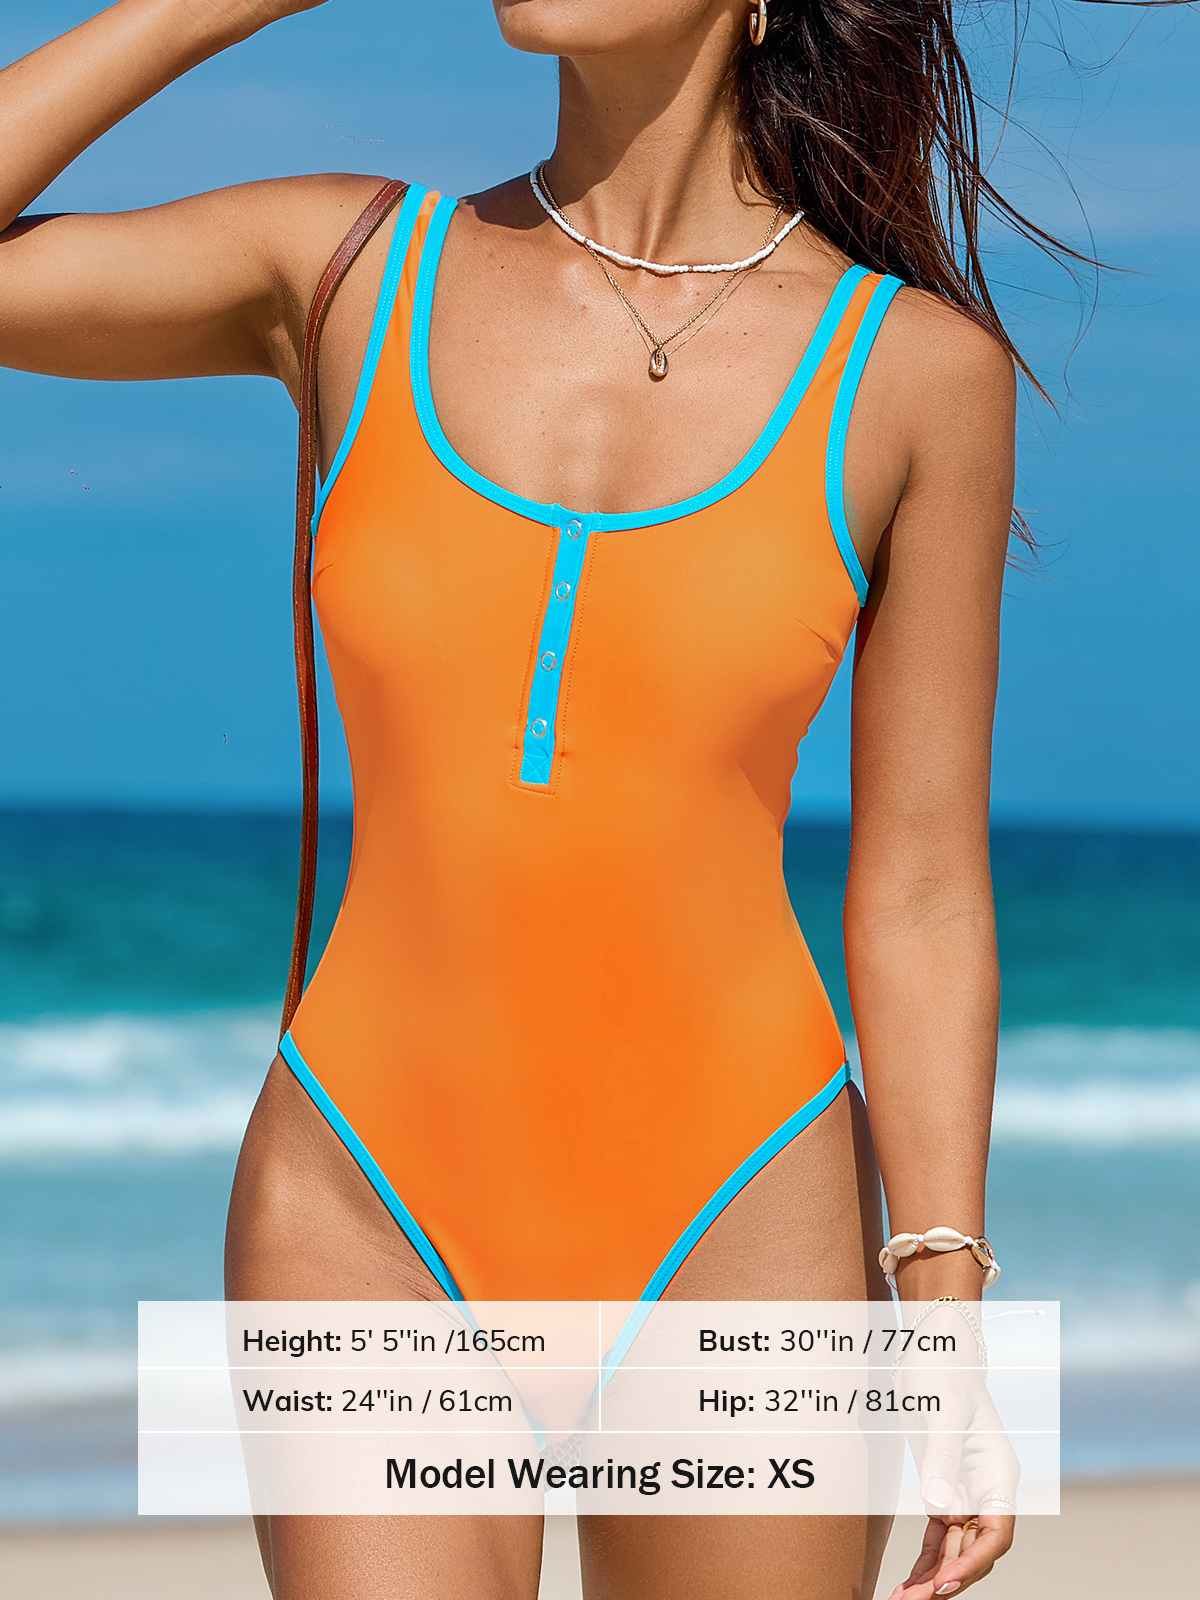 Height: 5' 5''in /165cm
Bust: 30''in / 77cm
Waist: 24''in / 61cm
Hip: 32''in / 81cm
Model Wearing Size: XS